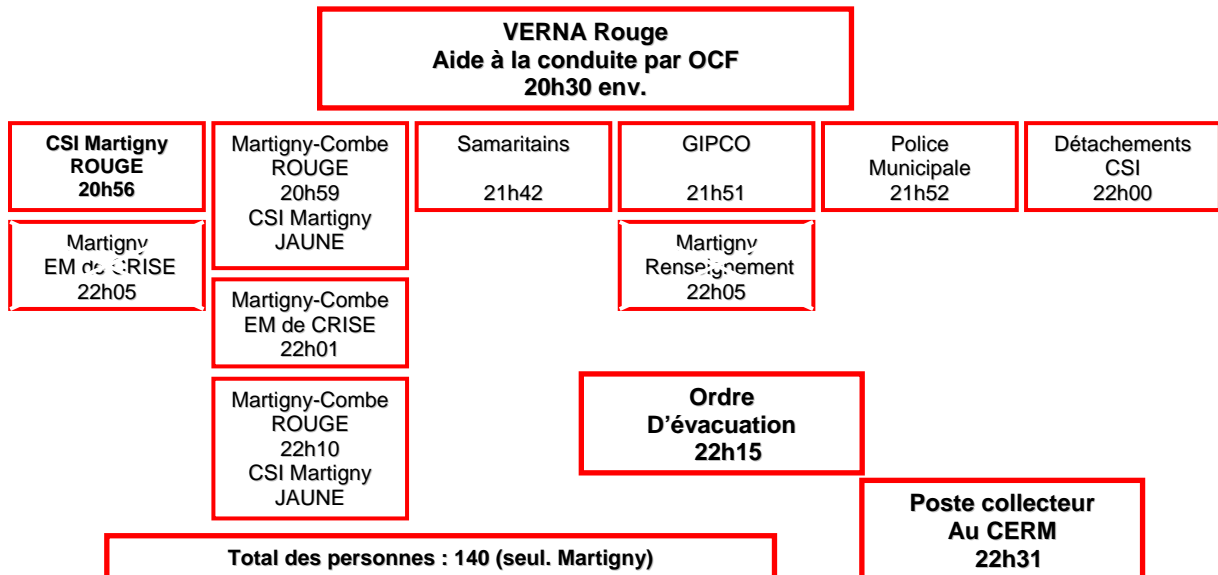 VERNA Rouge
Aide à la conduite par OCF
20h30 env.
CSI Martigny
ROUGE
20h56
Martigny-Combe
ROUGE
20h59
CSI Martigny
JAUNE
Samaritains
21h42
GIPCO
21h51
Police
Municipale
21h52
Détachements
CSI
22h00
Martigny
EM de CRISE
22h05
Martigny
Renseignement
22h05
Martigny-Combe
EM de CRISE
22h01
Martigny-Combe
ROUGE
22h10
CSI Martigny
JAUNE
Ordre
D’évacuation
22h15
Poste collecteur
Au CERM
22h31
Total des personnes : 140 (seul. Martigny)